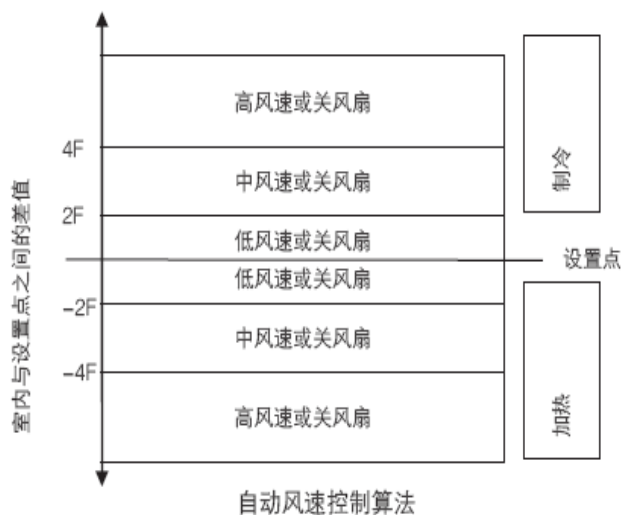 高风速或关风扇
4F
中风速或关风扇
制冷
2F
低风速或关风扇
设置点
低风速或关风扇
-2F
中风速或关风扇
-4F
高风速或关风扇
加热
室内与设置点之间的差值
自动风速控制算法